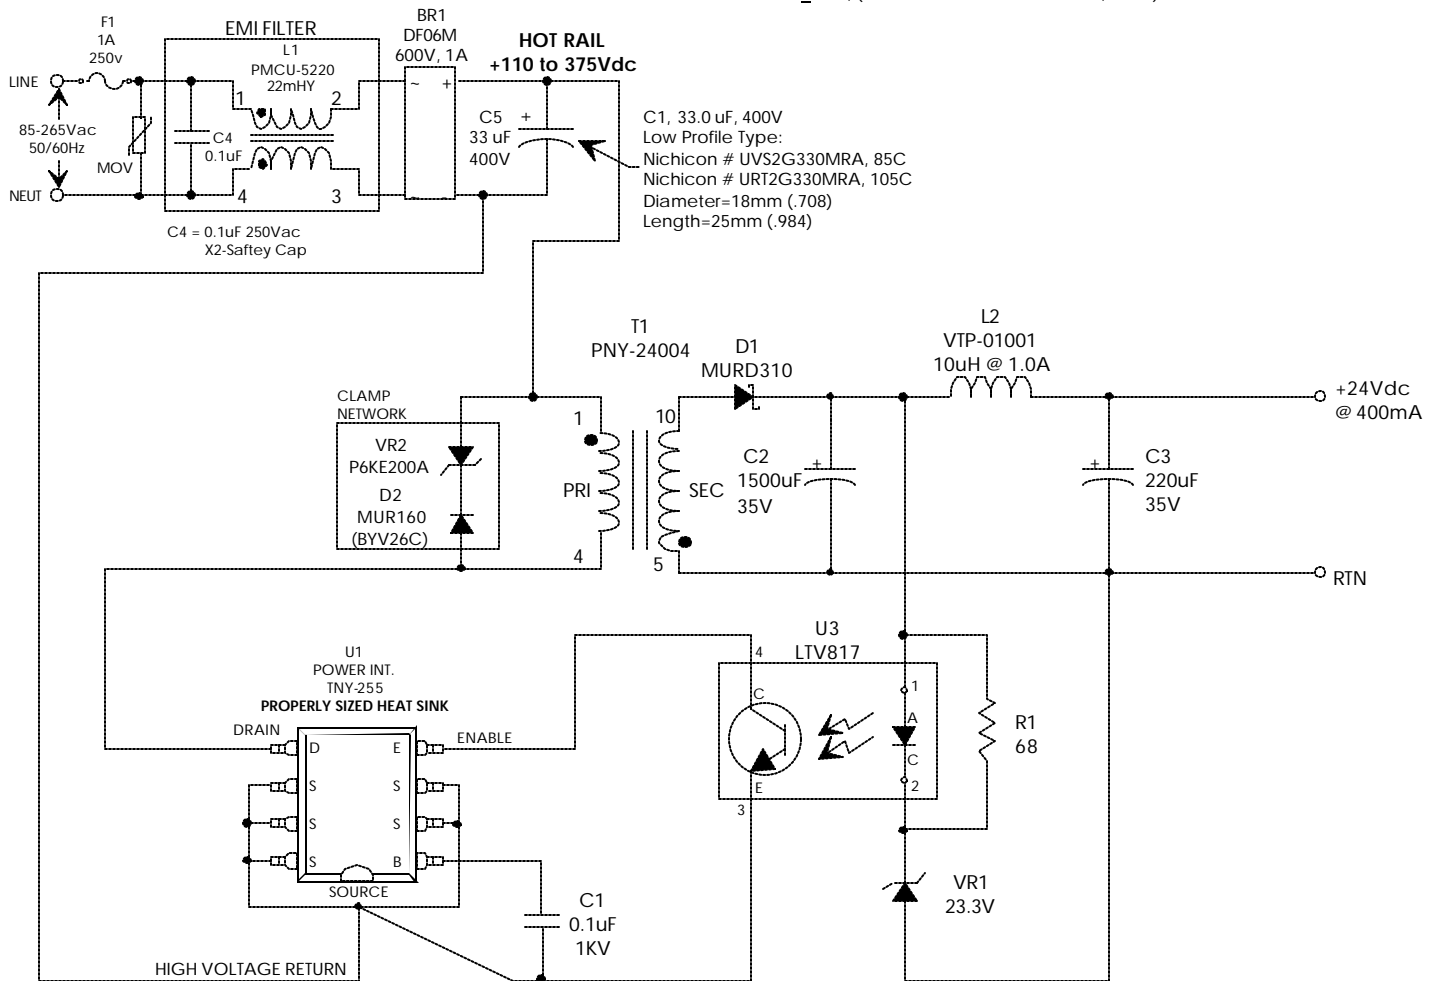 F1
1A
250v
EMI FILTER
L1
PMCU-5220
22mHY
BR1
DF06M
600V, 1A
HOT RAIL
+110 to 375Vdc
LINE
85-265Vac
50/60Hz
NEUT
MOV
C4
0.1uF
1
2
4
3
~
+
~
-
C5
33 uF
400V
+
C1, 33.0 uF, 400V
Low Profile Type:
Nichicon # UVS2G330MRA, 85C
Nichicon # URT2G330MRA, 105C
Diameter=18mm (.708)
Length=25mm (.984)
C4 = 0.1uF 250Vac
X2-Saftey Cap
T1
PNY-24004
D1
MURD310
L2
VTP-01001
10uH @ 1.0A
+24Vdc
@ 400mA
CLAMP
NETWORK
VR2
P6KE200A
D2
MUR160
(BYV26C)
1
PRI
4
10
SEC
5
C2
1500uF
35V
+
C3
220uF
35V
+
RTN
U1
POWER INT.
TNY-255
PROPERLY SIZED HEAT SINK
DRAIN
ENABLE
D E
S S
S S
S B
SOURCE
C1
0.1uF
1KV
HIGH VOLTAGE RETURN
U3
LTV817
4
C
E
3
1
A
C
2
R1
68
VR1
23.3V